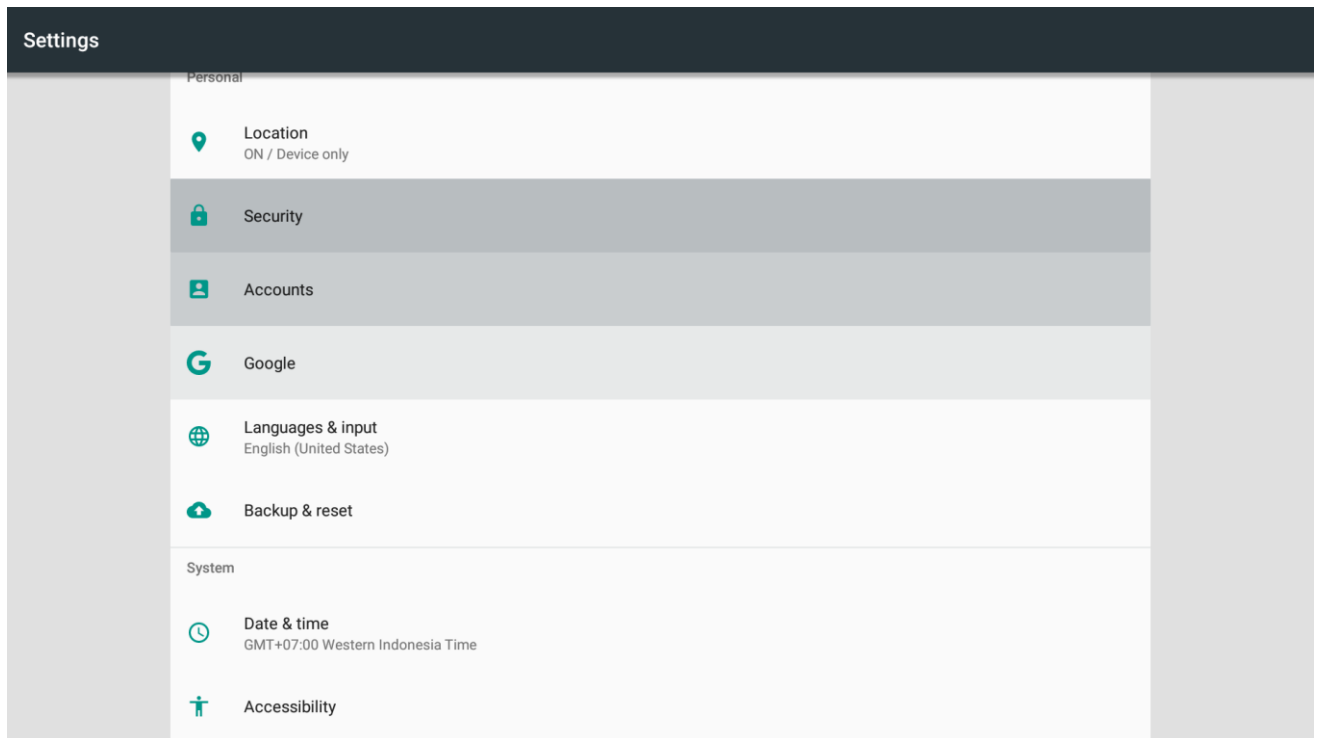 Settings
Personal
Location
ON / Device only
Security
Accounts
Google
Languages & input
English (United States)
Backup & reset
System
Date & time
GMT+07:00 Western Indonesia Time
Accessibility